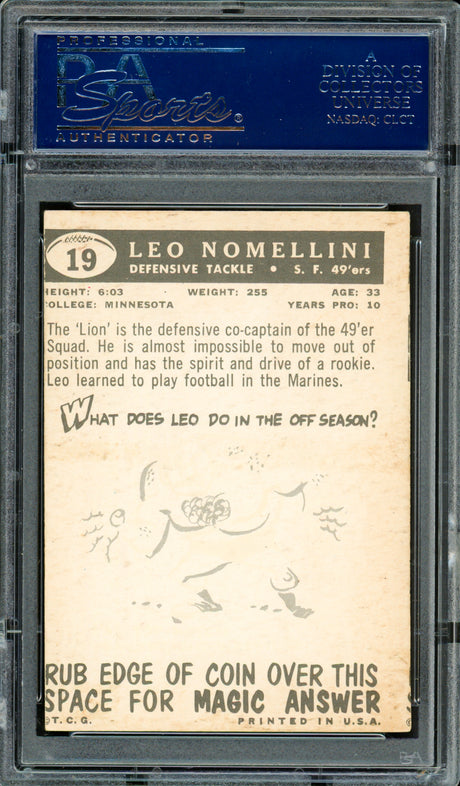 PROFESSIONAL
PSA
Sports®
AUTHENTICATOR
A
DIVISION OF
COLLECTORS
UNIVERSE
NASDAQ: CLCT
19
LEO NOMELLINI
DEFENSIVE TACKLE • S. F. 49'ers
HEIGHT: 6:03 WEIGHT: 255 AGE: 33
COLLEGE: MINNESOTA YEARS PRO: 10
The 'Lion' is the defensive co-captain of the 49'er
Squad. He is almost impossible to move out of
position and has the spirit and drive of a rookie.
Leo learned to play football in the Marines.
WHAT DOES LEO DO IN THE OFF SEASON?
RUB EDGE OF COIN OVER THIS
SPACE FOR MAGIC ANSWER
©T.C.G. PRINTED IN U.S.A.